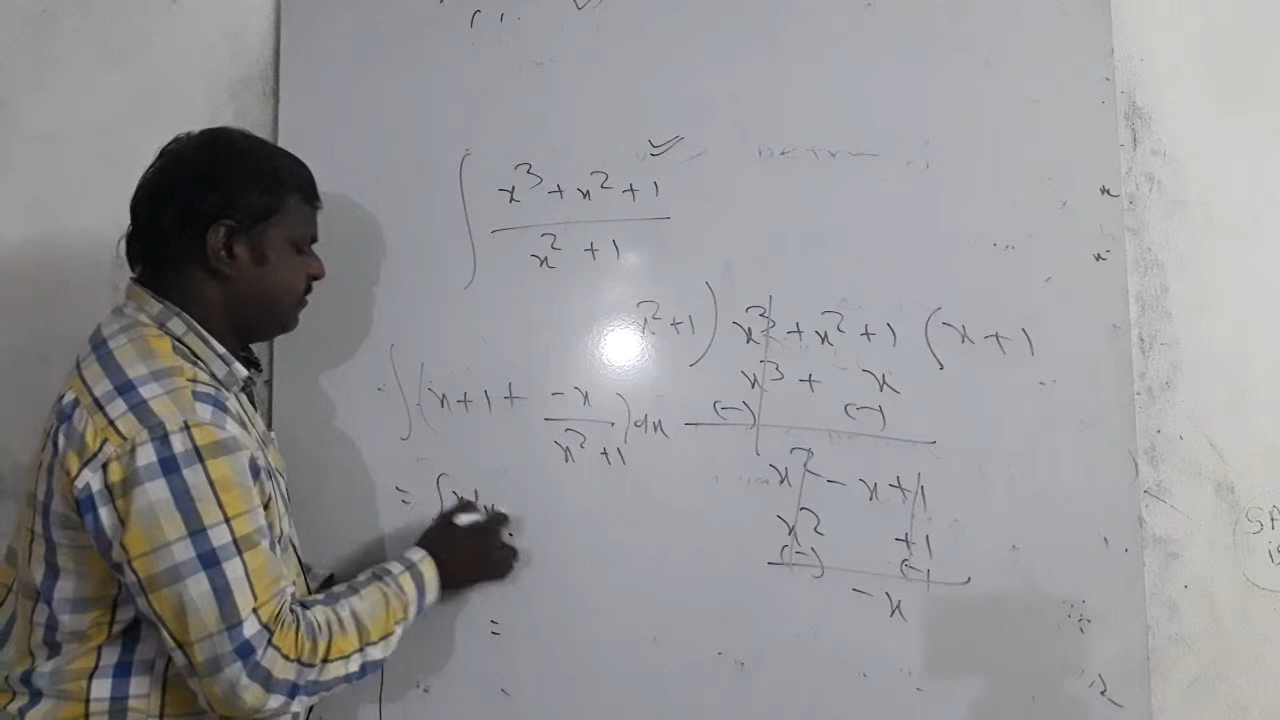 ∫ x³ + x² + 1
x² + 1
x² + 1 ) x³ + x² + 1 ( x + 1
x³ + x
(-) (-)
∫ ( x + 1 + -x / x² + 1 ) dx
x² - x + 1
= ∫ x dx
x² + 1
(-) (-)
- x
=